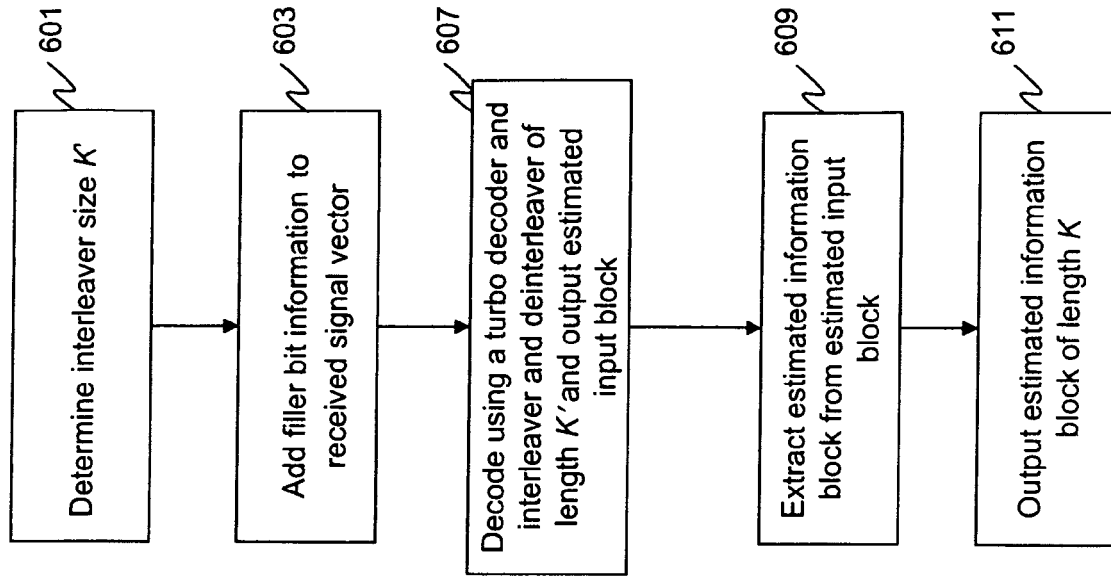 601
Determine interleaver size K'
603
Add filler bit information to
received signal vector
607
Decode using a turbo decoder and
interleaver and deinterleaver of
length K' and output estimated
input block
609
Extract estimated information
block from estimated input
block
611
Output estimated information
block of length K